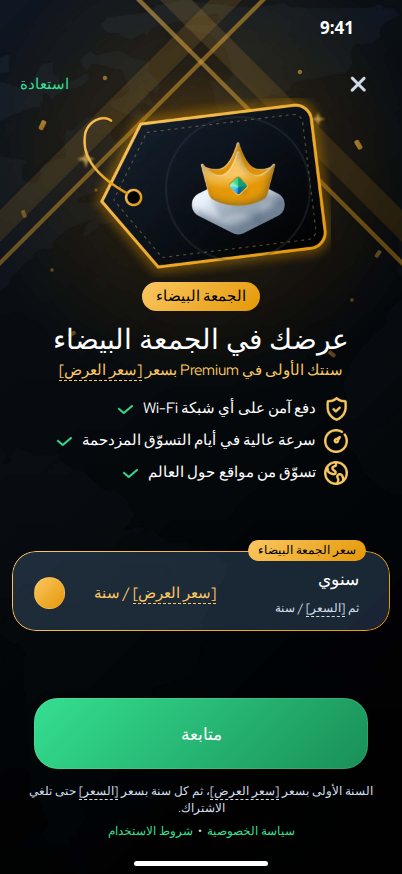 9:41
استعادة
الجمعة البيضاء
عرضك في الجمعة البيضاء
سنتك الأولى في Premium بسعر [سعر العرض]
دفع آمن على أي شبكة Wi-Fi
سرعة عالية في أيام التسوّق المزدحمة
تسوّق من مواقع حول العالم
سعر الجمعة البيضاء
سنوي
ثم [السعر] / سنة
[سعر العرض] / سنة
متابعة
السنة الأولى بسعر [سعر العرض]، ثم كل سنة بسعر [السعر] حتى تلغي
الاشتراك.
سياسة الخصوصية • شروط الاستخدام